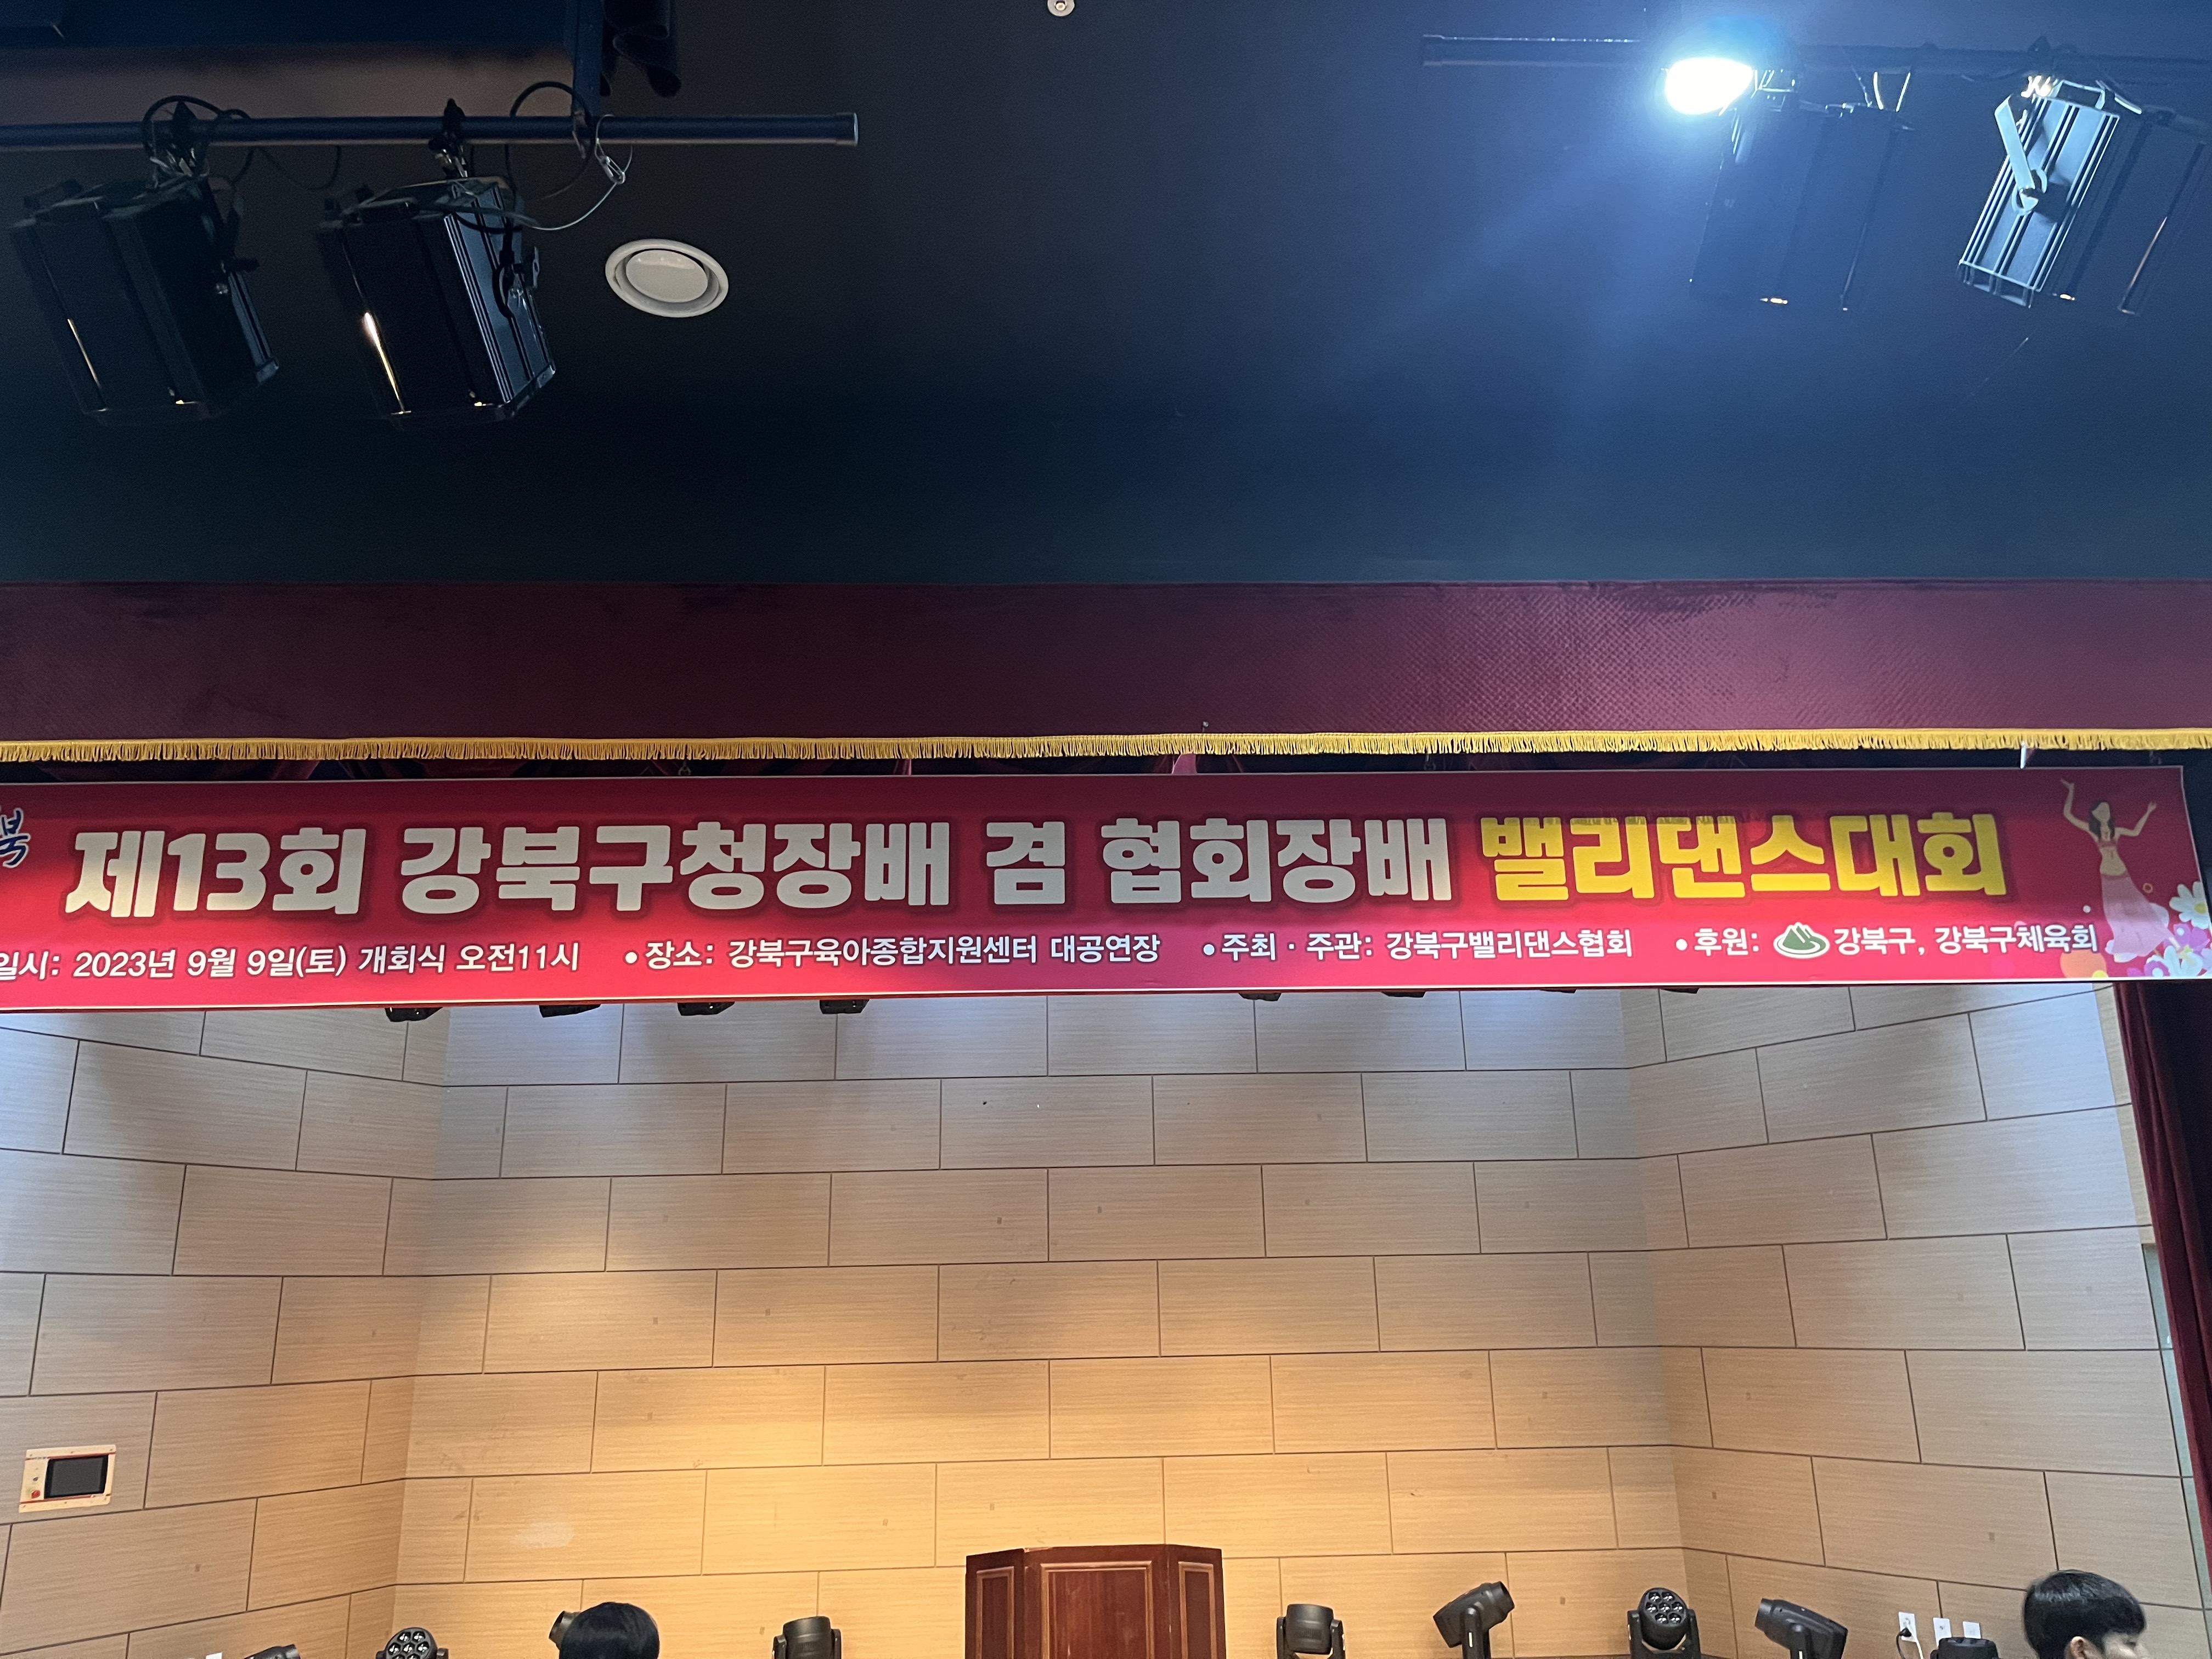 북
제13회 강북구청장배 겸 협회장배 밸리댄스대회
일시: 2023년 9월 9일(토) 개회식 오전11시 •장소: 강북구육아종합지원센터 대공연장 •주최 · 주관: 강북구밸리댄스협회 •후원: 강북구, 강북구체육회